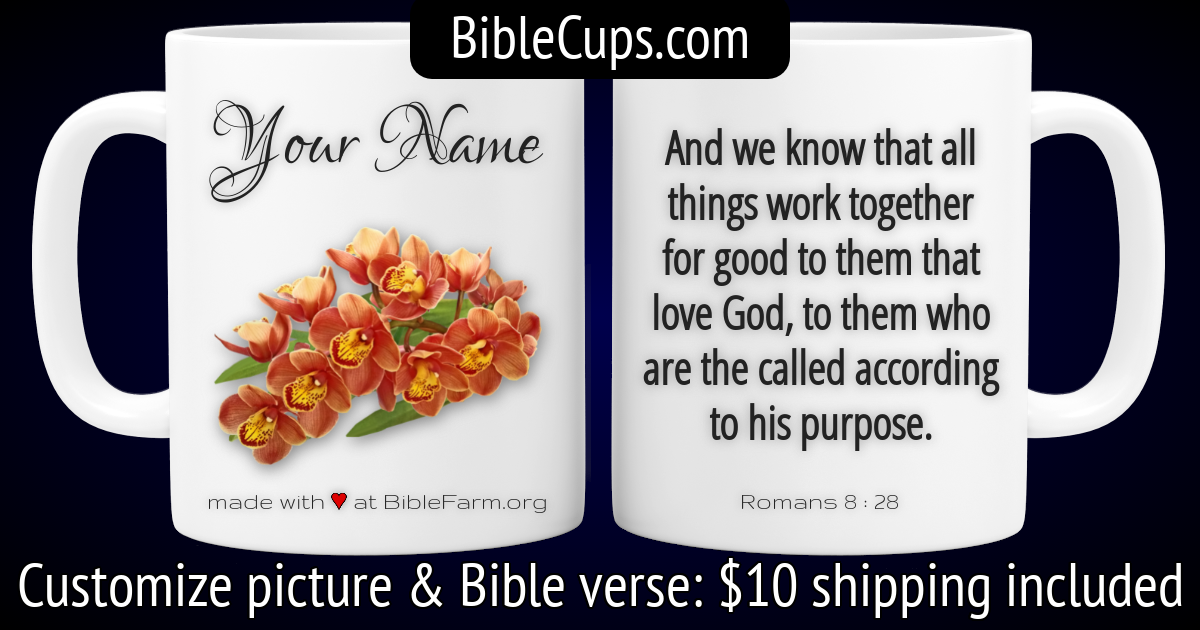 BibleCups.com
Your Name
made with ♥ at BibleFarm.org
And we know that all
things work together
for good to them that
love God, to them who
are the called according
to his purpose.
Romans 8 : 28
Customize picture & Bible verse: $10 shipping included